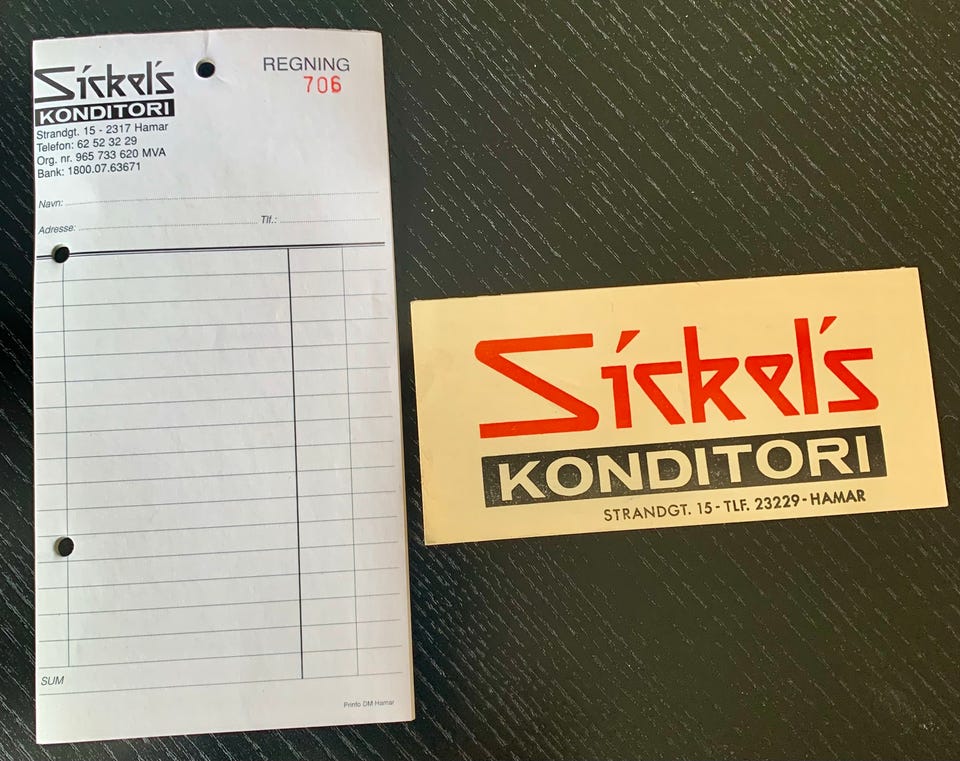 Sickel's
KONDITORI
Strandgt. 15 - 2317 Hamar
Telefon: 62 52 32 29
Org. nr. 965 733 620 MVA
Bank: 1800.07.63671
REGNING
706
Navn:
Adresse: Tlf.:
SUM
Printo DM Hamar
Sickel's
KONDITORI
STRANDGT. 15 - TLF. 23229 - HAMAR